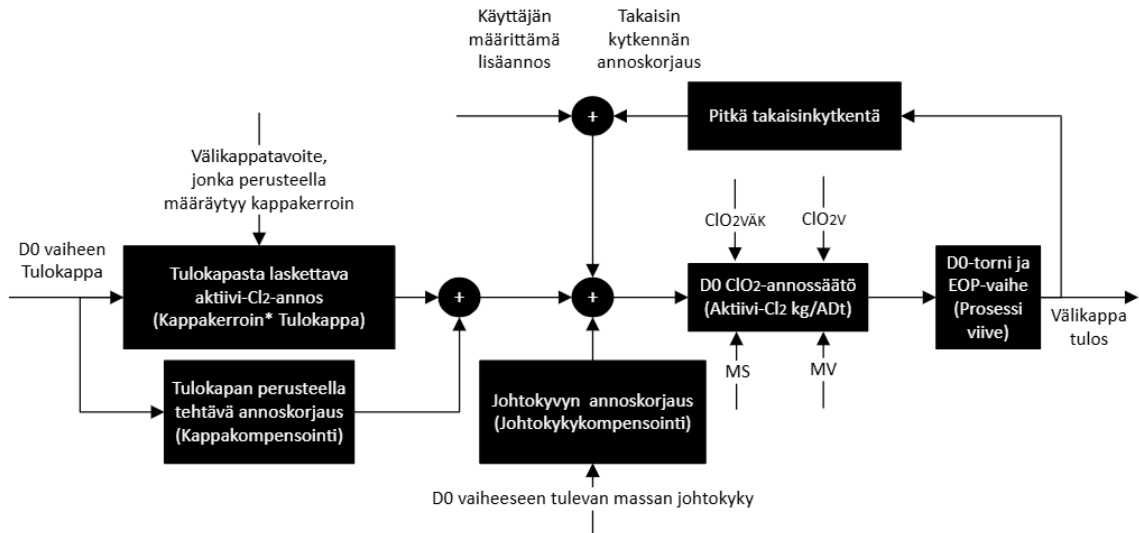 Käyttäjän
määrittämä
lisäannos
Takaisin
kytkennän
annoskorjaus
+
Pitkä takaisinkytkentä
Välikappatavoite,
jonka perusteella
määräytyy kappakerroin
ClO2VÄK
ClO2V
D0 vaiheen
Tulokappa
Tulokapasta laskettava
aktiivi-Cl2-annos
(Kappakerroin* Tulokappa)
+
+
D0 ClO2-annossäätö
(Aktiivi-Cl2 kg/ADt)
D0-torni ja
EOP-vaihe
(Prosessi
viive)
Välikappa
tulos
MS
MV
Tulokapan perusteella
tehtävä annoskorjaus
(Kappakompensointi)
Johtokyvyn annoskorjaus
(Johtokykykompensointi)
D0 vaiheeseen tulevan massan johtokyky